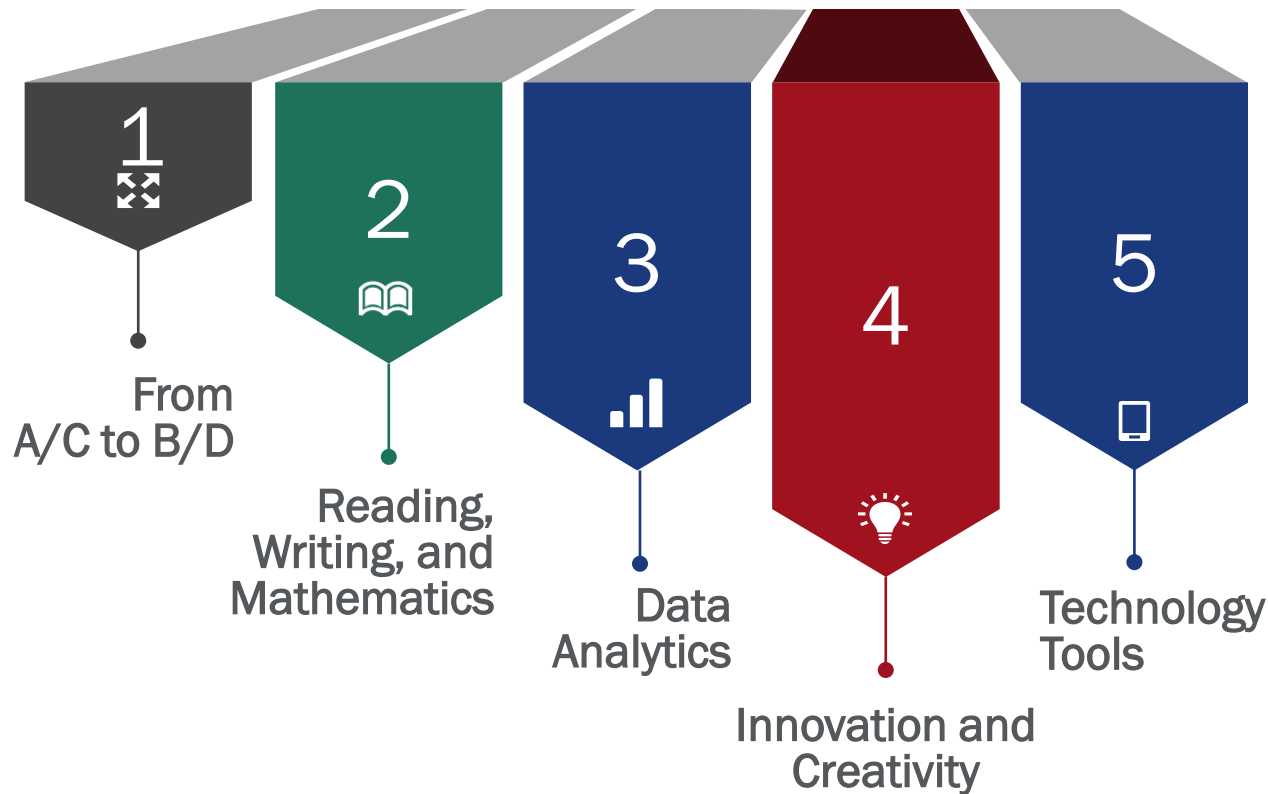 1
From
A/C to B/D
2
Reading,
Writing, and
Mathematics
3
Data
Analytics
4
Innovation and
Creativity
5
Technology
Tools